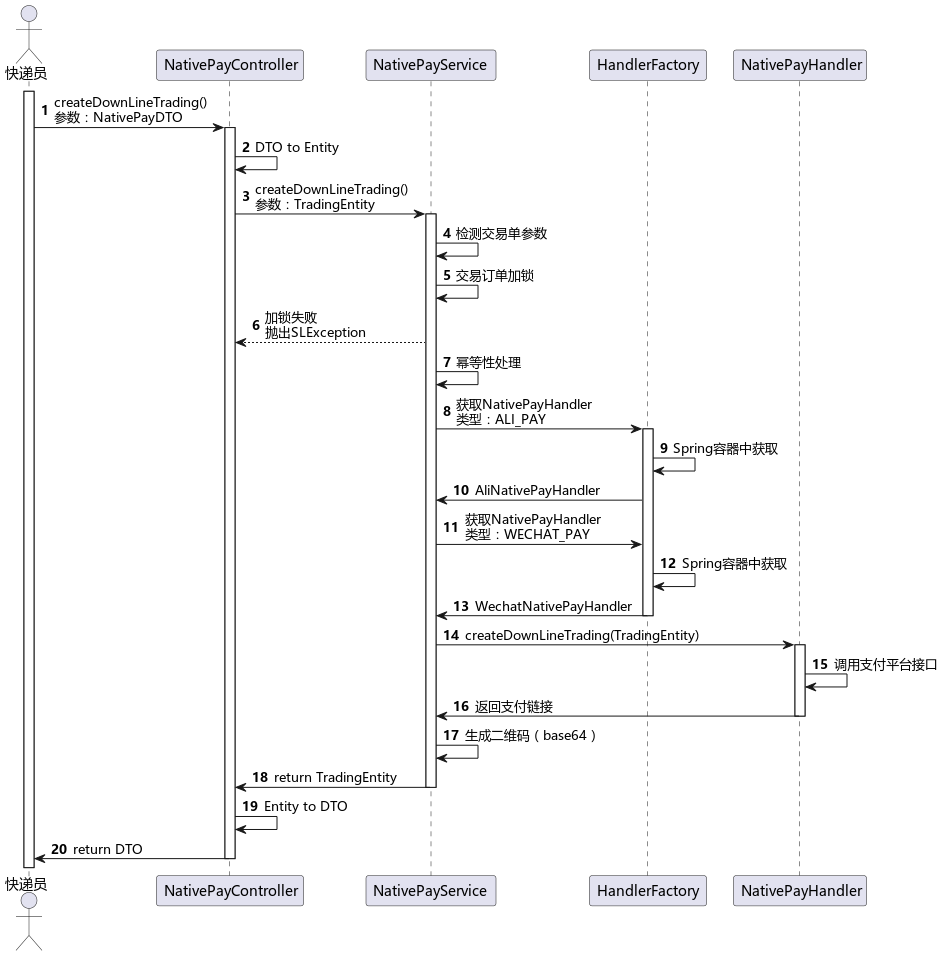 快递员
NativePayController
NativePayService
HandlerFactory
NativePayHandler
1 createDownLineTrading()
参数：NativePayDTO
2 DTO to Entity
3 createDownLineTrading()
参数：TradingEntity
4 检测交易单参数
5 交易订单加锁
6 加锁失败
抛出SLException
7 幂等性处理
8 获取NativePayHandler
类型：ALI_PAY
9 Spring容器中获取
10 AliNativePayHandler
11 获取NativePayHandler
类型：WECHAT_PAY
12 Spring容器中获取
13 WechatNativePayHandler
14 createDownLineTrading(TradingEntity)
15 调用支付平台接口
16 返回支付链接
17 生成二维码（base64）
18 return TradingEntity
19 Entity to DTO
20 return DTO
快递员
NativePayController
NativePayService
HandlerFactory
NativePayHandler